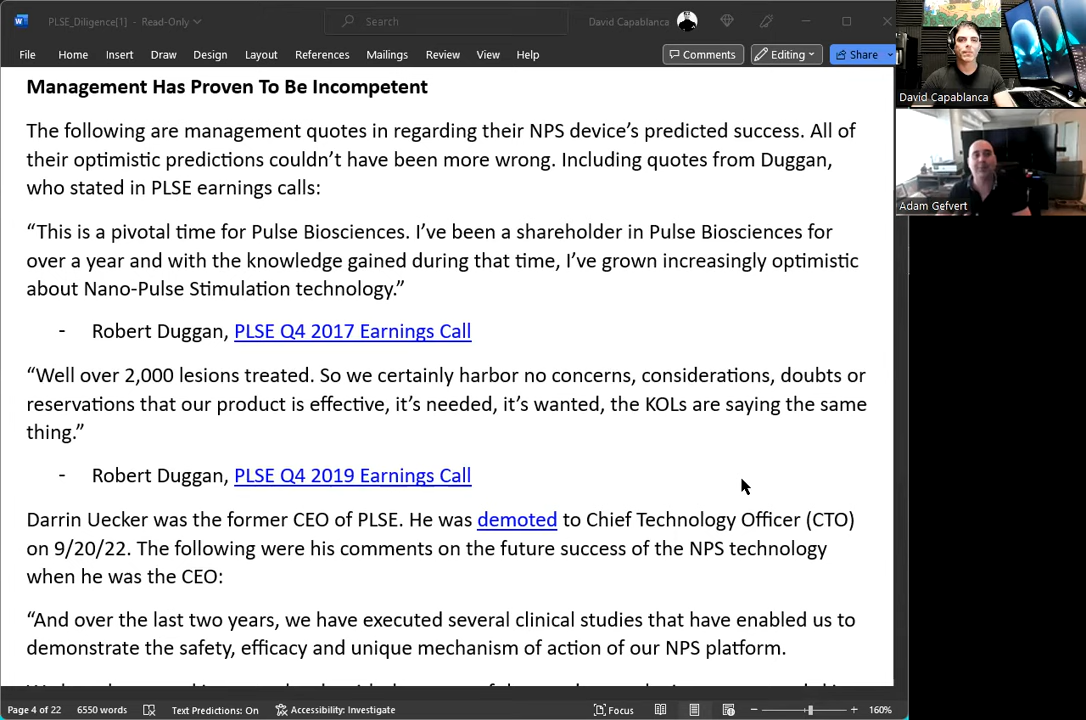 PLSE_Diligence[1] - Read-Only
Search
David Capablanca
File Home Insert Draw Design Layout References Mailings Review View Help
Comments Editing Share
Management Has Proven To Be Incompetent
The following are management quotes in regarding their NPS device's predicted success. All of
their optimistic predictions couldn't have been more wrong. Including quotes from Duggan,
who stated in PLSE earnings calls:
“This is a pivotal time for Pulse Biosciences. I've been a shareholder in Pulse Biosciences for
over a year and with the knowledge gained during that time, I've grown increasingly optimistic
about Nano-Pulse Stimulation technology.”
- Robert Duggan, PLSE Q4 2017 Earnings Call
“Well over 2,000 lesions treated. So we certainly harbor no concerns, considerations, doubts or
reservations that our product is effective, it's needed, it's wanted, the KOLs are saying the same
thing.”
- Robert Duggan, PLSE Q4 2019 Earnings Call
Darrin Uecker was the former CEO of PLSE. He was demoted to Chief Technology Officer (CTO)
on 9/20/22. The following were his comments on the future success of the NPS technology
when he was the CEO:
“And over the last two years, we have executed several clinical studies that have enabled us to
demonstrate the safety, efficacy and unique mechanism of action of our NPS platform.
Page 4 of 22 6550 words Text Predictions: On Accessibility: Investigate Focus 160%
David Capablanca
Adam Gefvert